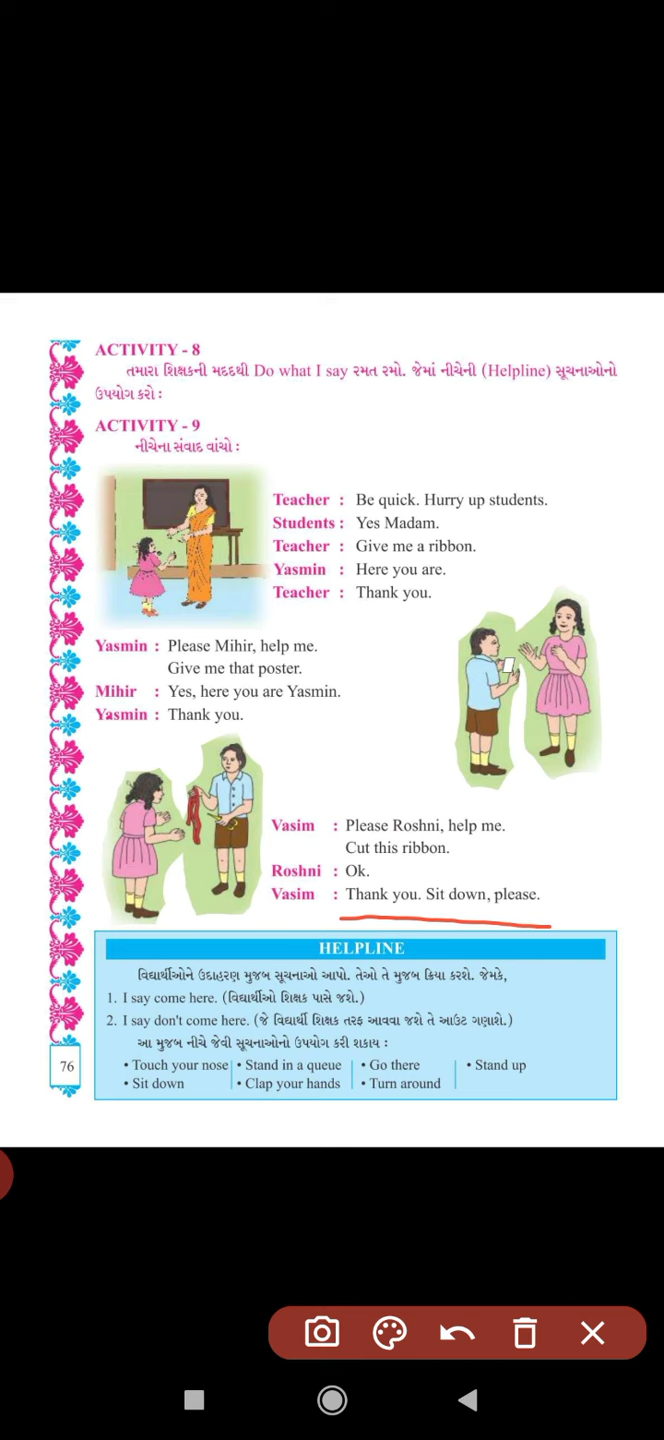 ACTIVITY - 8
તમારા શિક્ષકની મદદથી Do what I say રમત રમો. જેમાં નીચેની (Helpline) સૂચનાઓનો
ઉપયોગ કરો :
ACTIVITY - 9
નીચેના સંવાદ વાંચો :
Teacher : Be quick. Hurry up students.
Students : Yes Madam.
Teacher : Give me a ribbon.
Yasmin : Here you are.
Teacher : Thank you.
Yasmin : Please Mihir, help me.
Give me that poster.
Mihir : Yes, here you are Yasmin.
Yasmin : Thank you.
Vasim : Please Roshni, help me.
Cut this ribbon.
Roshni : Ok.
Vasim : Thank you. Sit down, please.
HELPLINE
વિદ્યાર્થીઓને ઉદાહરણ મુજબ સૂચનાઓ આપો. તેઓ તે મુજબ ક્રિયા કરશે. જેમકે,
1. I say come here. (વિદ્યાર્થીઓ શિક્ષક પાસે જશે.)
2. I say don't come here. (જે વિદ્યાર્થી શિક્ષક તરફ આવવા જશે તે આઉટ ગણાશે.)
આ મુજબ નીચે જેવી સૂચનાઓનો ઉપયોગ કરી શકાય :
• Touch your nose • Stand in a queue • Go there • Stand up
• Sit down • Clap your hands • Turn around
76